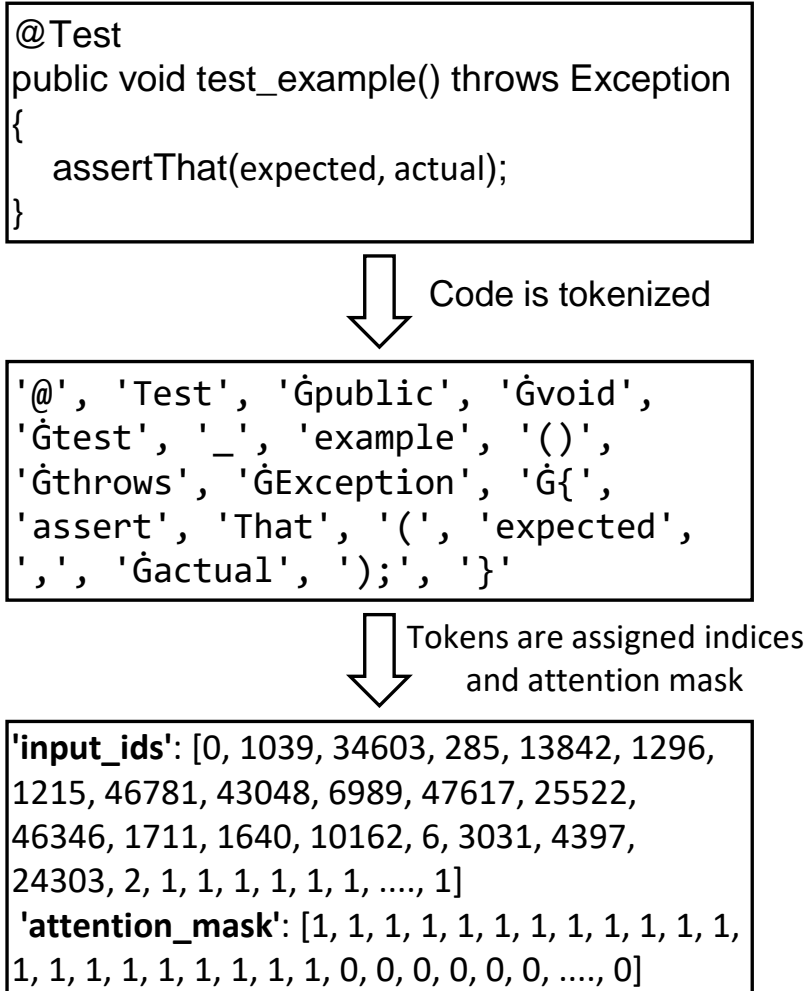 @Test
public void test_example() throws Exception
{
assertThat(expected, actual);
}
Code is tokenized
'@', 'Test', 'Ġpublic', 'Ġvoid',
'Ġtest', '_', 'example', '()',
'Ġthrows', 'ĠException', 'Ġ{',
'assert', 'That', '(', 'expected',
',', 'Ġactual', ');', '}'
Tokens are assigned indices
and attention mask
'input_ids': [0, 1039, 34603, 285, 13842, 1296,
1215, 46781, 43048, 6989, 47617, 25522,
46346, 1711, 1640, 10162, 6, 3031, 4397,
24303, 2, 1, 1, 1, 1, 1, 1, ...., 1]
'attention_mask': [1, 1, 1, 1, 1, 1, 1, 1, 1, 1, 1, 1,
1, 1, 1, 1, 1, 1, 1, 1, 1, 0, 0, 0, 0, 0, 0, ...., 0]